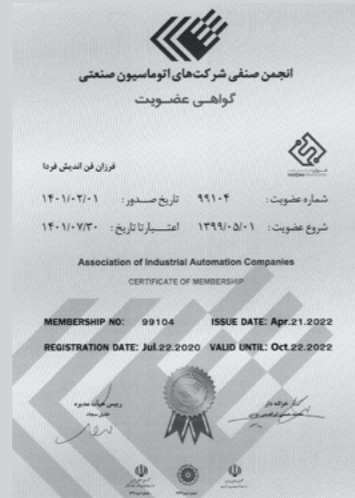 انجمن صنفی شرکت‌های اتوماسیون صنعتی
گواهی عضویت
فرزان فن اندیش فردا
شماره عضویت: ۹۹۱۰۴ تاریخ صدور: ۱۴۰۱/۰۲/۰۱
شروع عضویت: ۱۳۹۹/۰۵/۰۱ اعتبار تا تاریخ: ۱۴۰۱/۰۷/۳۰
Association of Industrial Automation Companies
CERTIFICATE OF MEMBERSHIP
MEMBERSHIP NO: 99104 ISSUE DATE: Apr.21.2022
REGISTRATION DATE: Jul.22.2020 VALID UNTIL: Oct.22.2022
رییس هیأت مدیره
خزانه دار